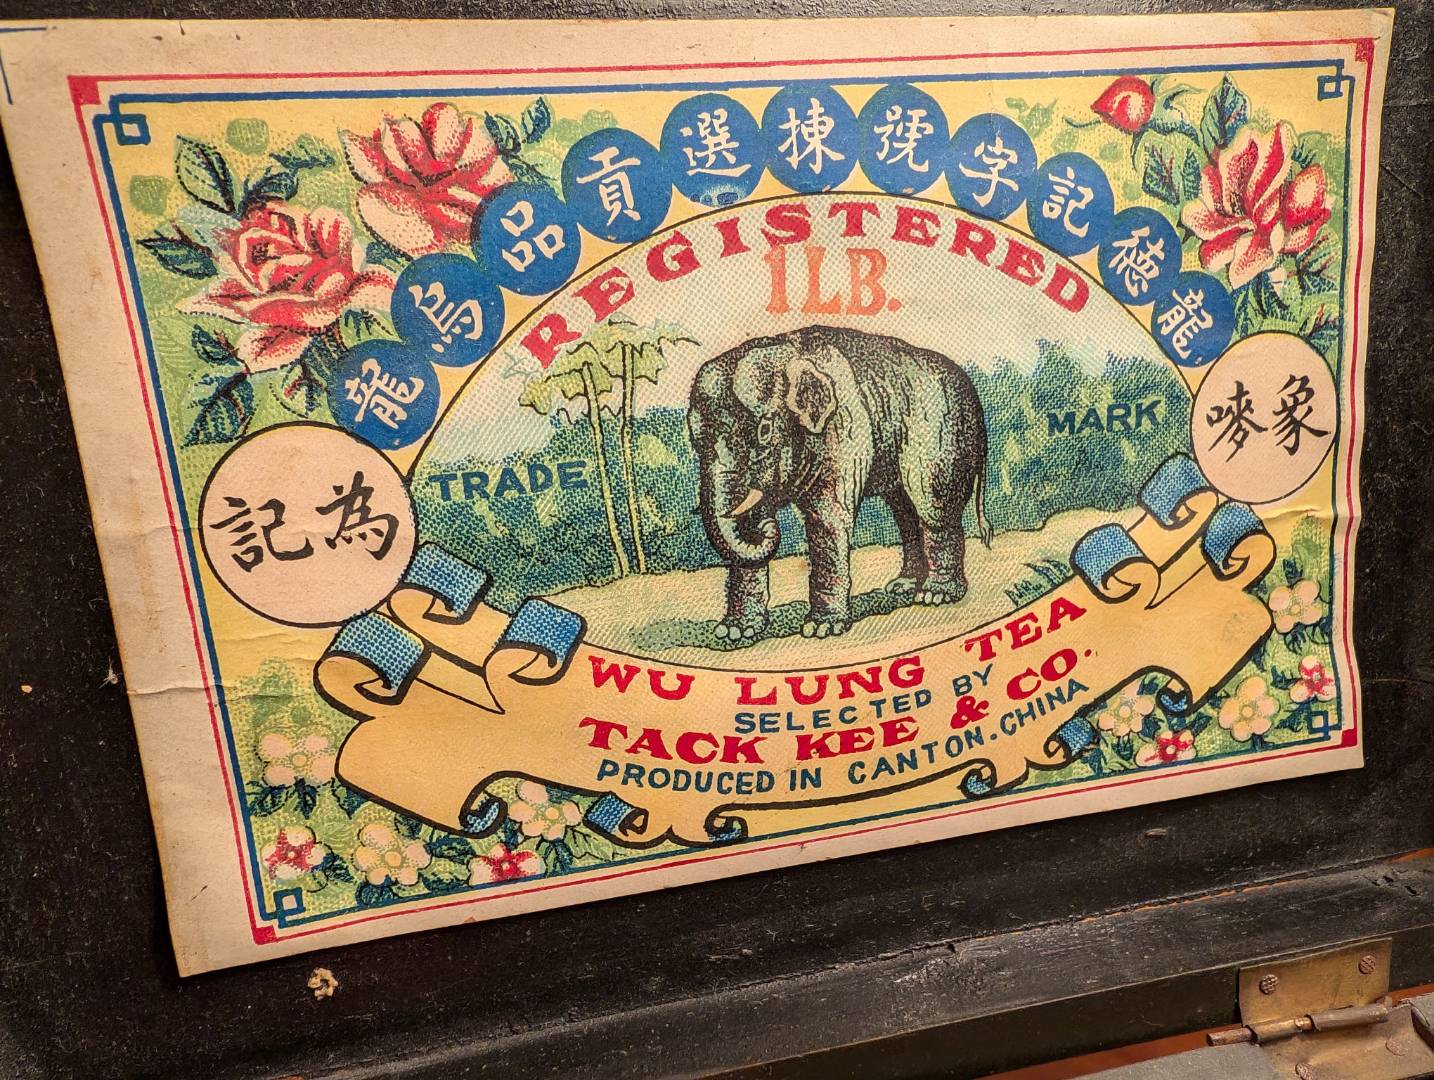 龍德記字號揀選貢品烏龍
象嘜
為記
REGISTERED
1LB.
TRADE MARK
WU LUNG TEA
SELECTED BY
TACK KEE & CO.
PRODUCED IN CANTON.CHINA